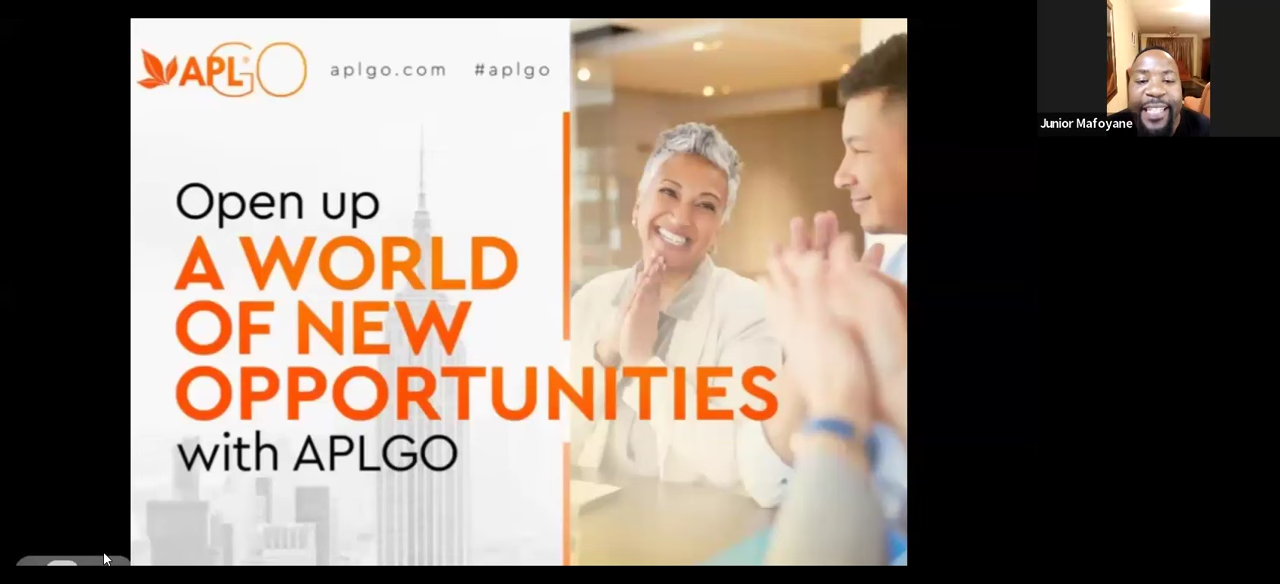 APLGO aplgo.com #aplgo
Open up
A WORLD
OF NEW
OPPORTUNITIES
with APLGO
Junior Mafoyane